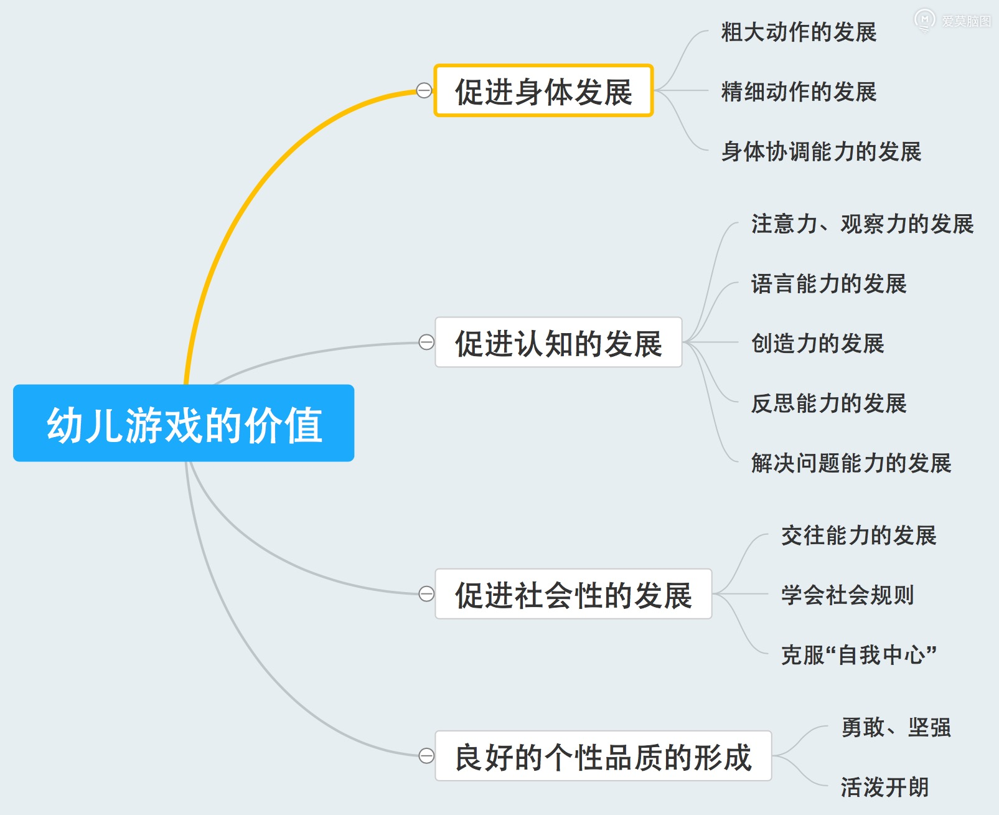 爱莫脑图
幼儿游戏的价值
促进身体发展
粗大动作的发展
精细动作的发展
身体协调能力的发展
促进认知的发展
注意力、观察力的发展
语言能力的发展
创造力的发展
反思能力的发展
解决问题能力的发展
促进社会性的发展
交往能力的发展
学会社会规则
克服“自我中心”
良好的个性品质的形成
勇敢、坚强
活泼开朗